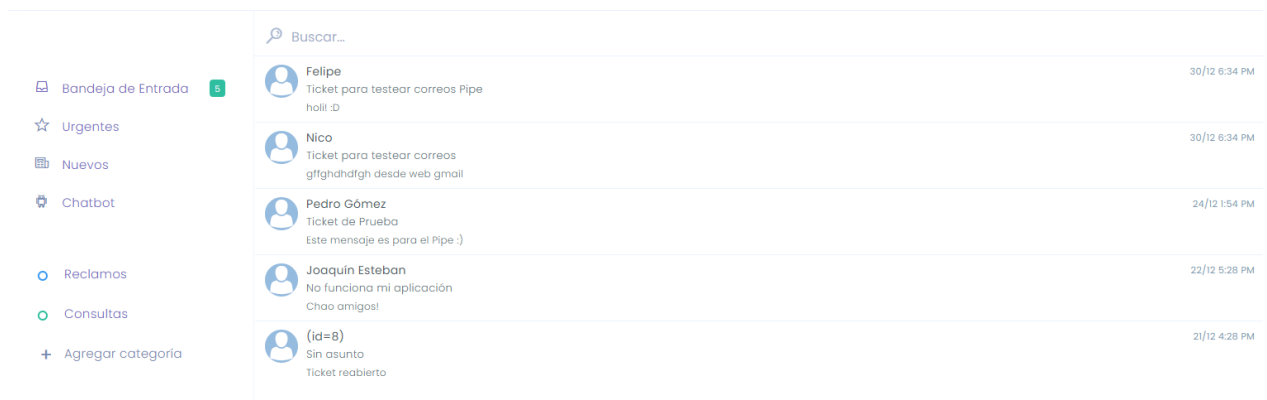 Buscar...
Bandeja de Entrada 5
Urgentes
Nuevos
Chatbot
Reclamos
Consultas
+ Agregar categoría
Felipe 30/12 6:34 PM
Ticket para testear correos Pipe
holi! :D
Nico 30/12 6:34 PM
Ticket para testear correos
gffghdhdfgh desde web gmail
Pedro Gómez 24/12 1:54 PM
Ticket de Prueba
Este mensaje es para el Pipe :)
Joaquín Esteban 22/12 5:28 PM
No funciona mi aplicación
Chao amigos!
(id=8) 21/12 4:28 PM
Sin asunto
Ticket reabierto